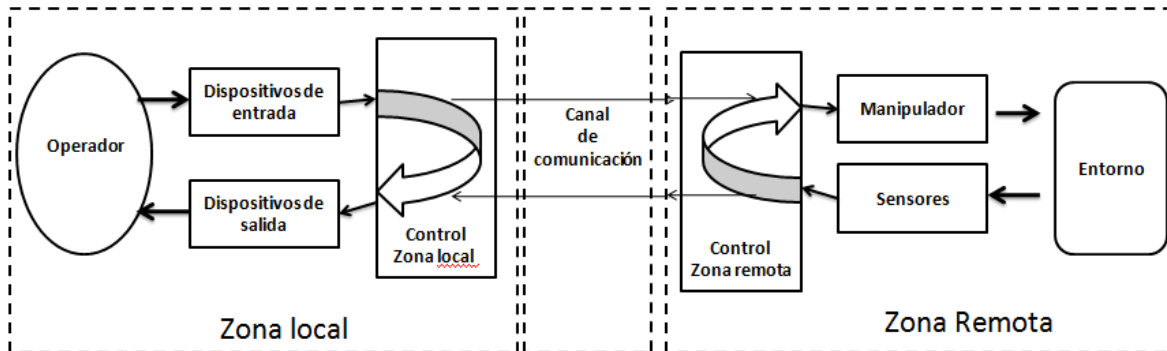 Operador
Dispositivos de
entrada
Dispositivos de
salida
Control
Zona local
Zona local
Canal
de
comunicación
Control
Zona remota
Manipulador
Sensores
Entorno
Zona Remota